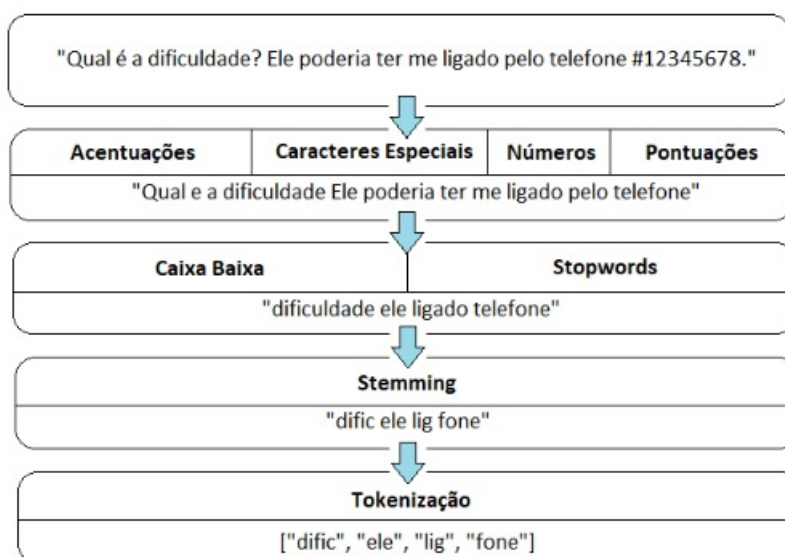 "Qual é a dificuldade? Ele poderia ter me ligado pelo telefone #12345678."
Acentuações Caracteres Especiais Números Pontuações
"Qual e a dificuldade Ele poderia ter me ligado pelo telefone"
Caixa Baixa Stopwords
"dificuldade ele ligado telefone"
Stemming
"dific ele lig fone"
Tokenização
["dific", "ele", "lig", "fone"]